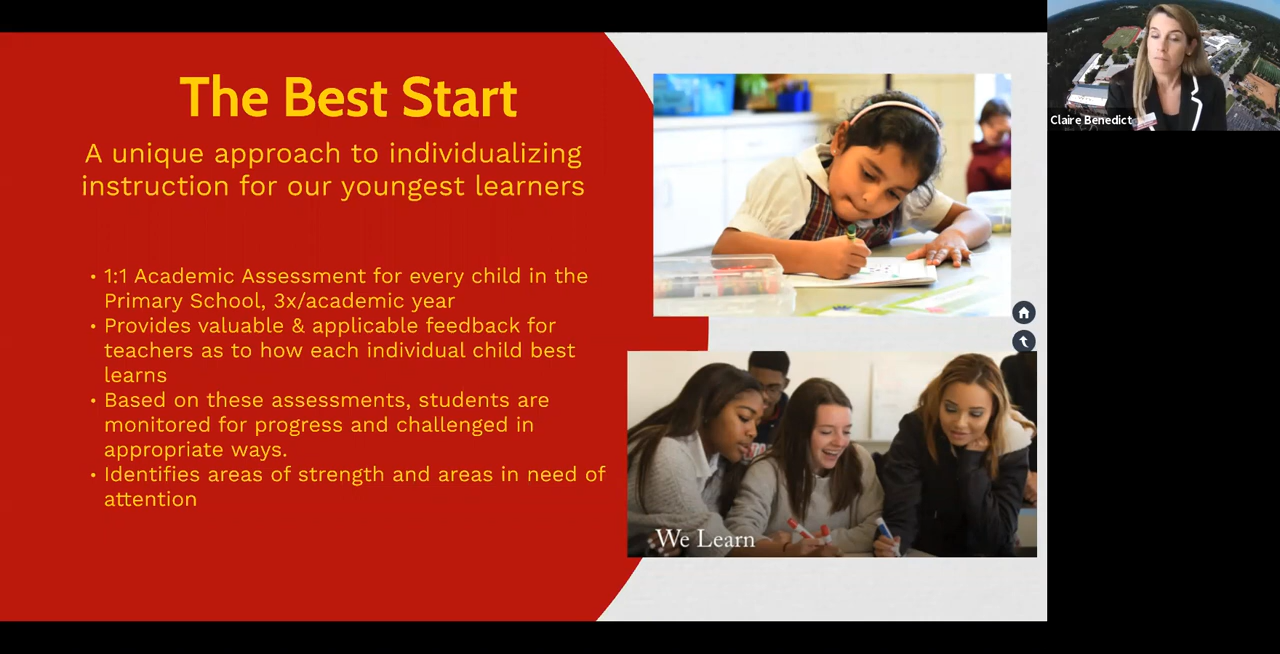 The Best Start
A unique approach to individualizing
instruction for our youngest learners
• 1:1 Academic Assessment for every child in the
Primary School, 3x/academic year
• Provides valuable & applicable feedback for
teachers as to how each individual child best
learns
• Based on these assessments, students are
monitored for progress and challenged in
appropriate ways.
• Identifies areas of strength and areas in need of
attention
We Learn
Claire Benedict